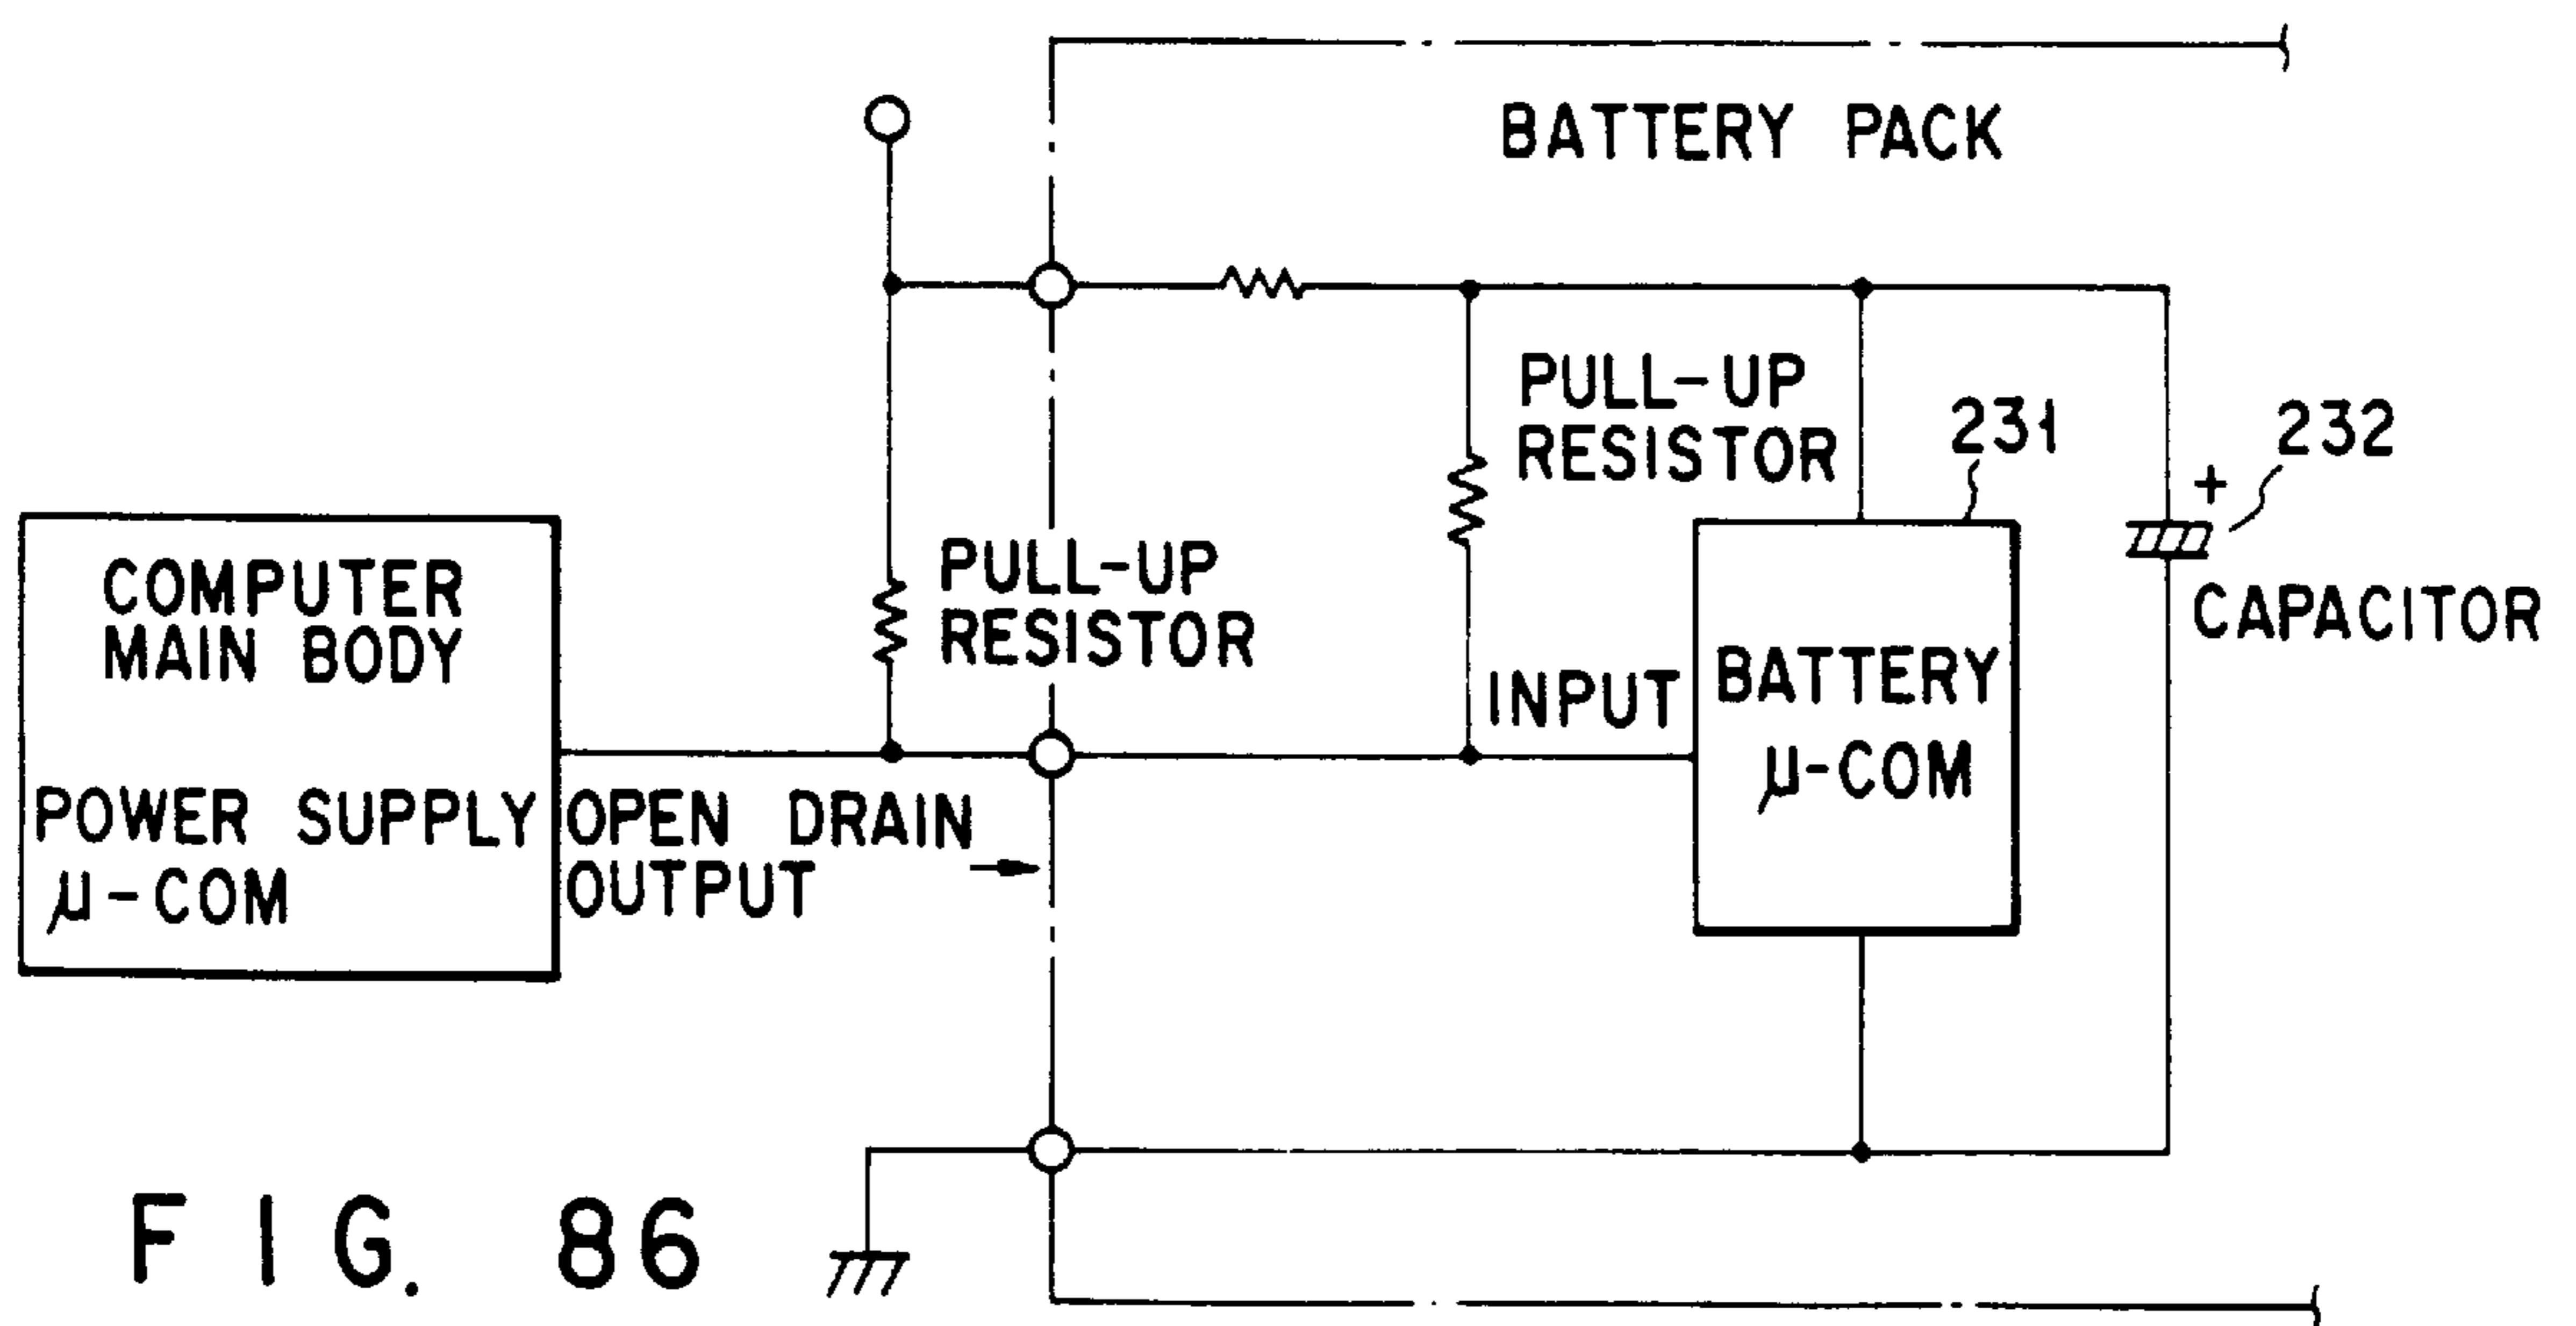 BATTERY PACK
PULL-UP
RESISTOR
231
232
+
COMPUTER
MAIN BODY
PULL-UP
RESISTOR
CAPACITOR
INPUT
BATTERY
μ-COM
POWER SUPPLY
μ-COM
OPEN DRAIN
OUTPUT
FIG. 86